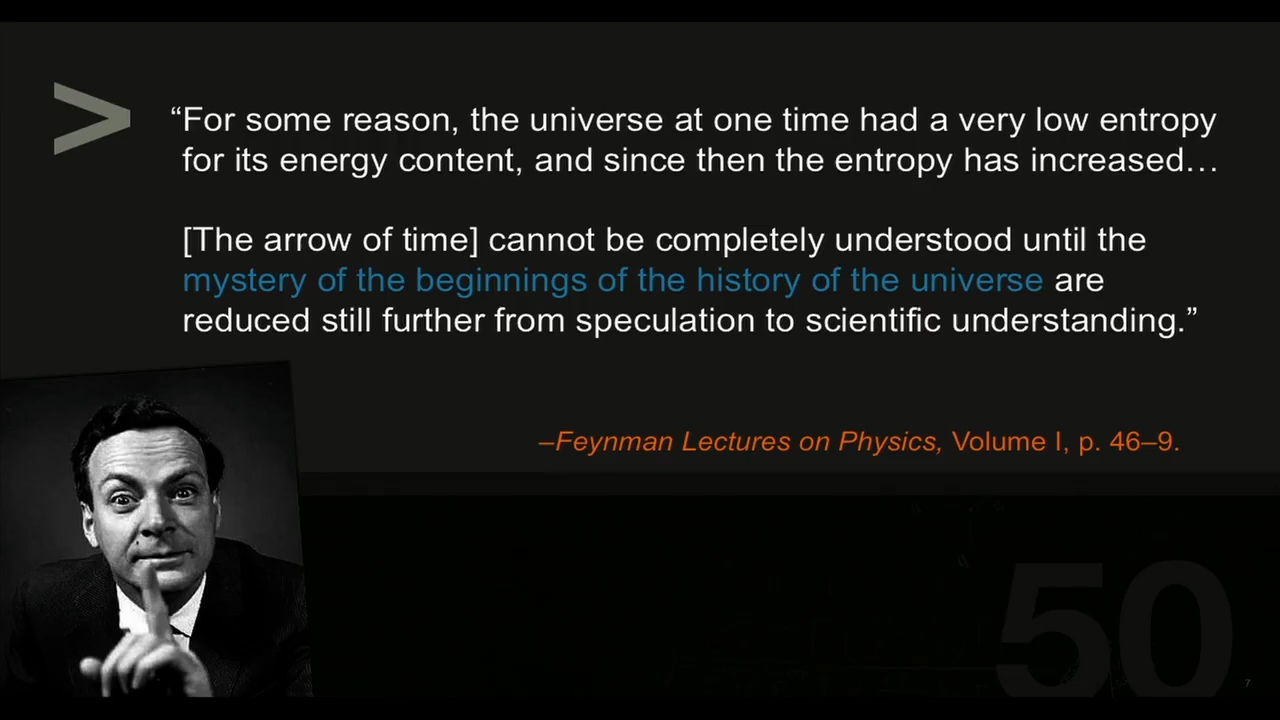 >
“For some reason, the universe at one time had a very low entropy
for its energy content, and since then the entropy has increased…
[The arrow of time] cannot be completely understood until the
mystery of the beginnings of the history of the universe are
reduced still further from speculation to scientific understanding.”
–Feynman Lectures on Physics, Volume I, p. 46–9.
50
7